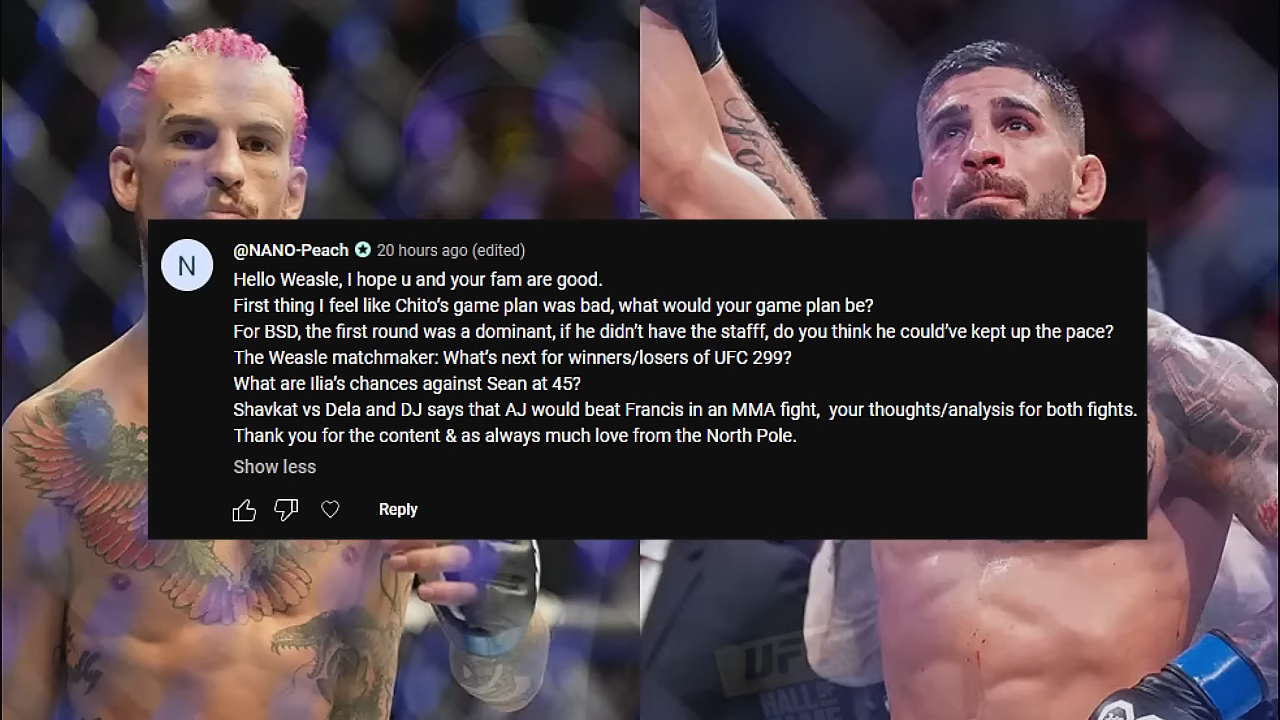 @NANO-Peach 20 hours ago (edited)
Hello Weasle, I hope u and your fam are good.
First thing I feel like Chito's game plan was bad, what would your game plan be?
For BSD, the first round was a dominant, if he didn't have the stafff, do you think he could've kept up the pace?
The Weasle matchmaker: What's next for winners/losers of UFC 299?
What are Ilia's chances against Sean at 45?
Shavkat vs Dela and DJ says that AJ would beat Francis in an MMA fight, your thoughts/analysis for both fights.
Thank you for the content & as always much love from the North Pole.
Show less
Reply
N
UFC
HALL OF